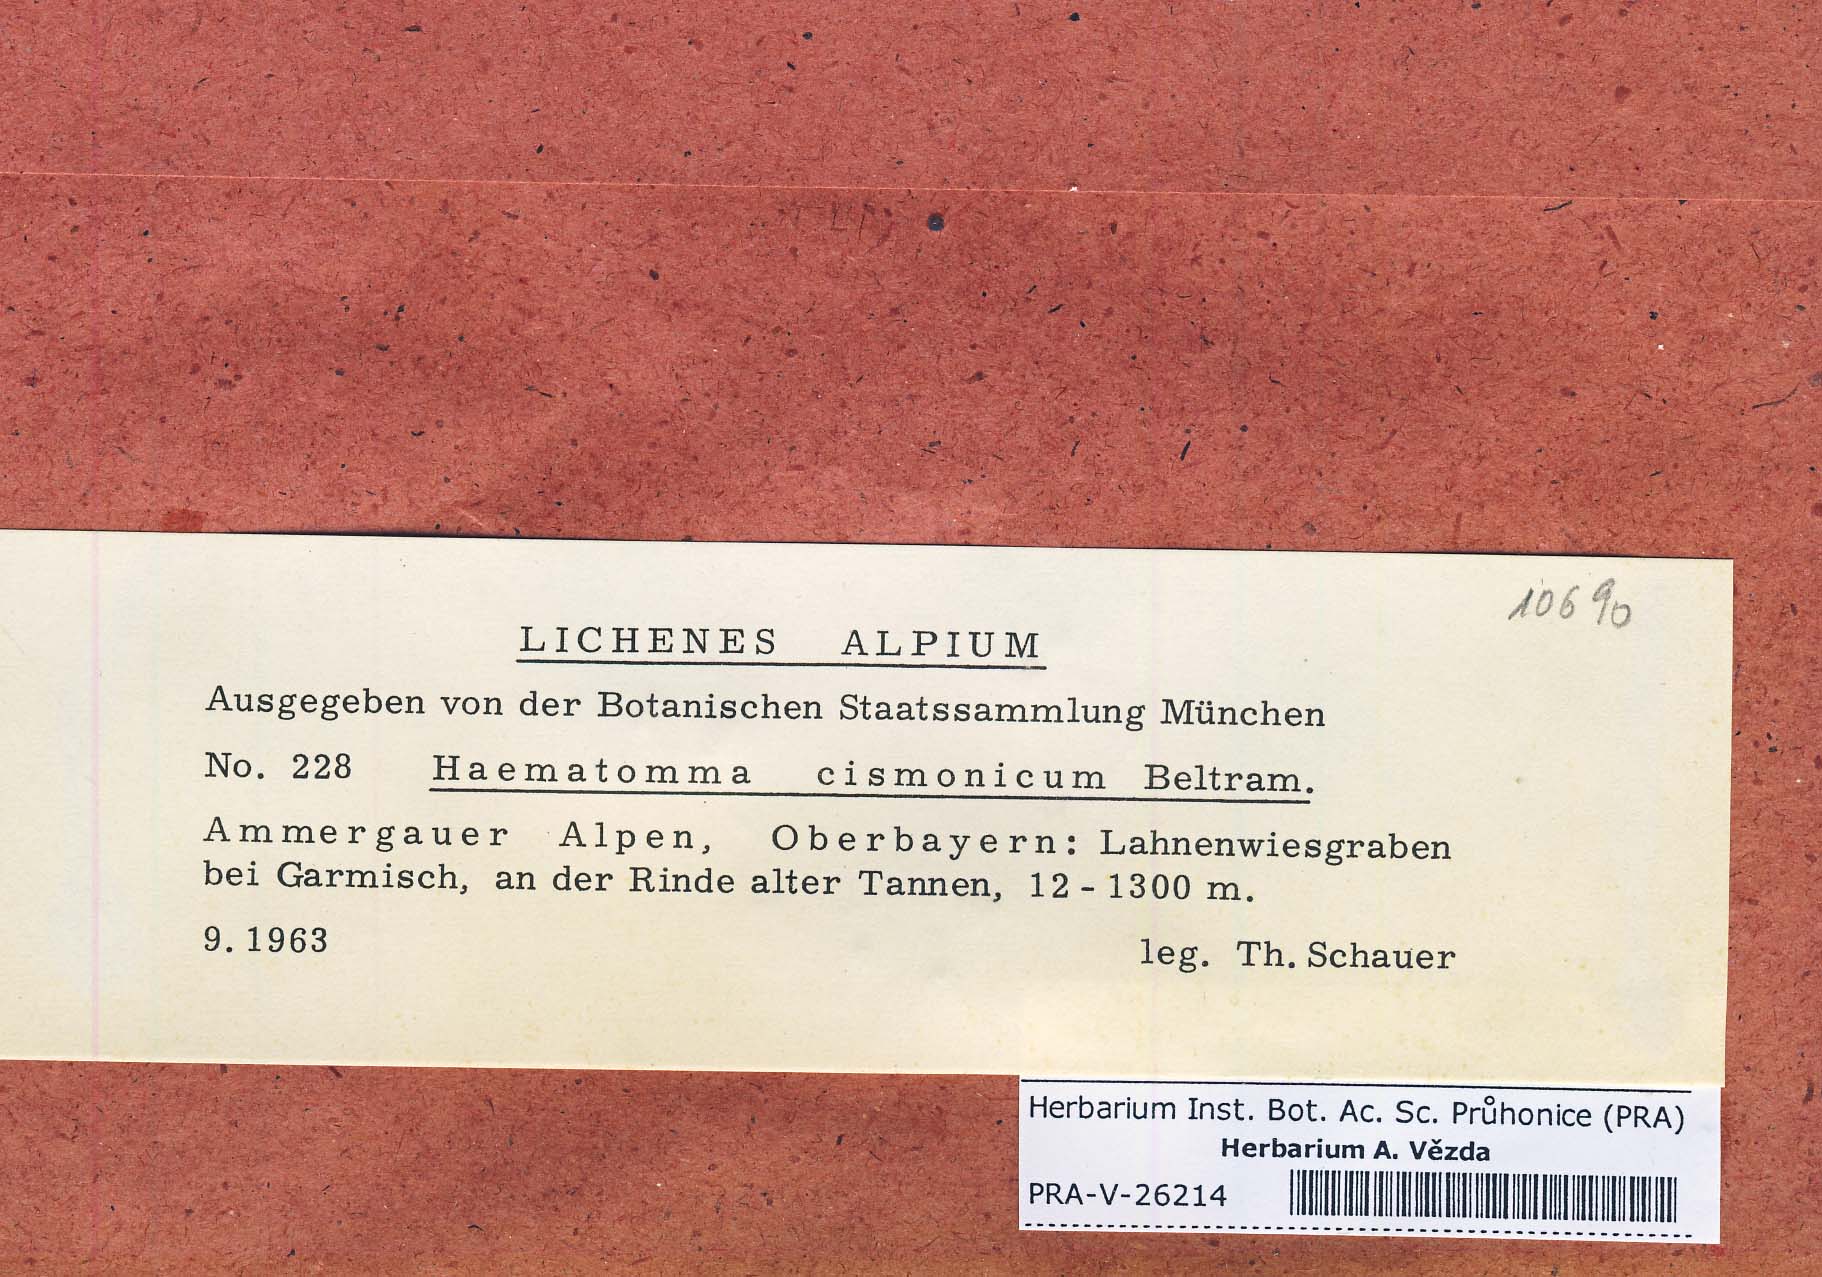 10690
LICHENES ALPIUM
Ausgegeben von der Botanischen Staatssammlung München
No. 228 Haematomma cismonicum Beltram.
Ammergauer Alpen, Oberbayern: Lahnenwiesgraben
bei Garmisch, an der Rinde alter Tannen, 12 - 1300 m.
9. 1963 leg. Th. Schauer
Herbarium Inst. Bot. Ac. Sc. Průhonice (PRA)
Herbarium A. Vězda
PRA-V-26214